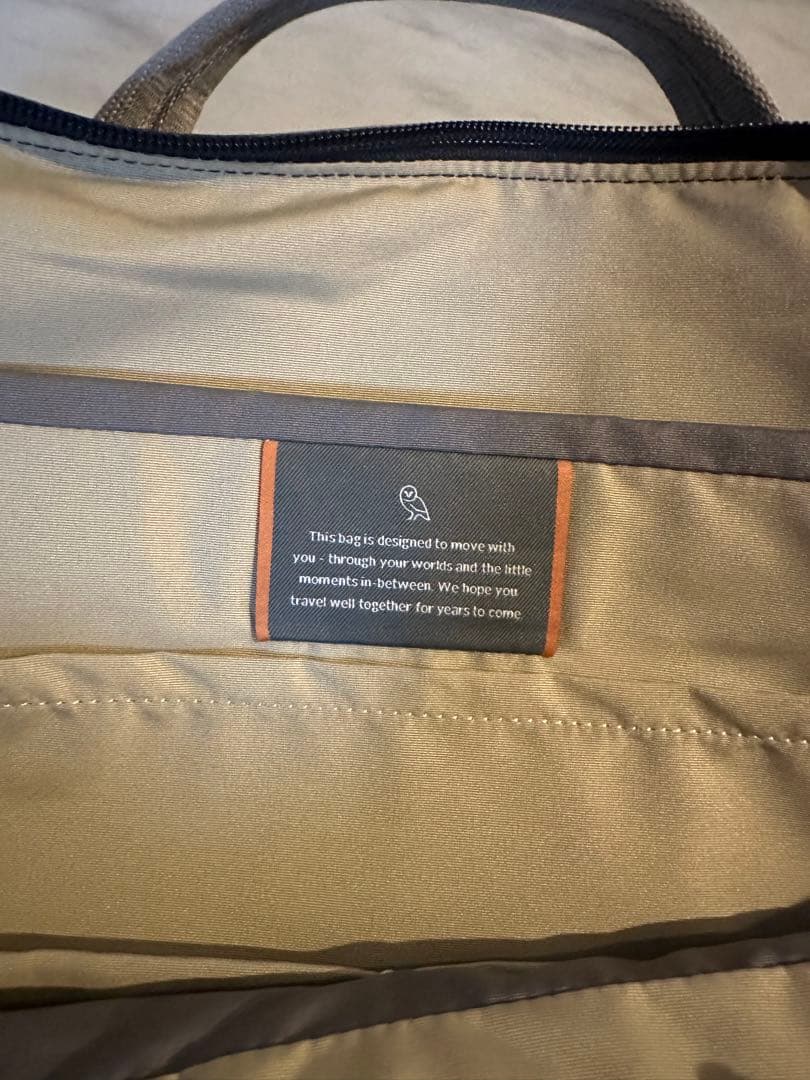 This bag is designed to move with
you - through your worlds and the little
moments in-between. We hope you
travel well together for years to come